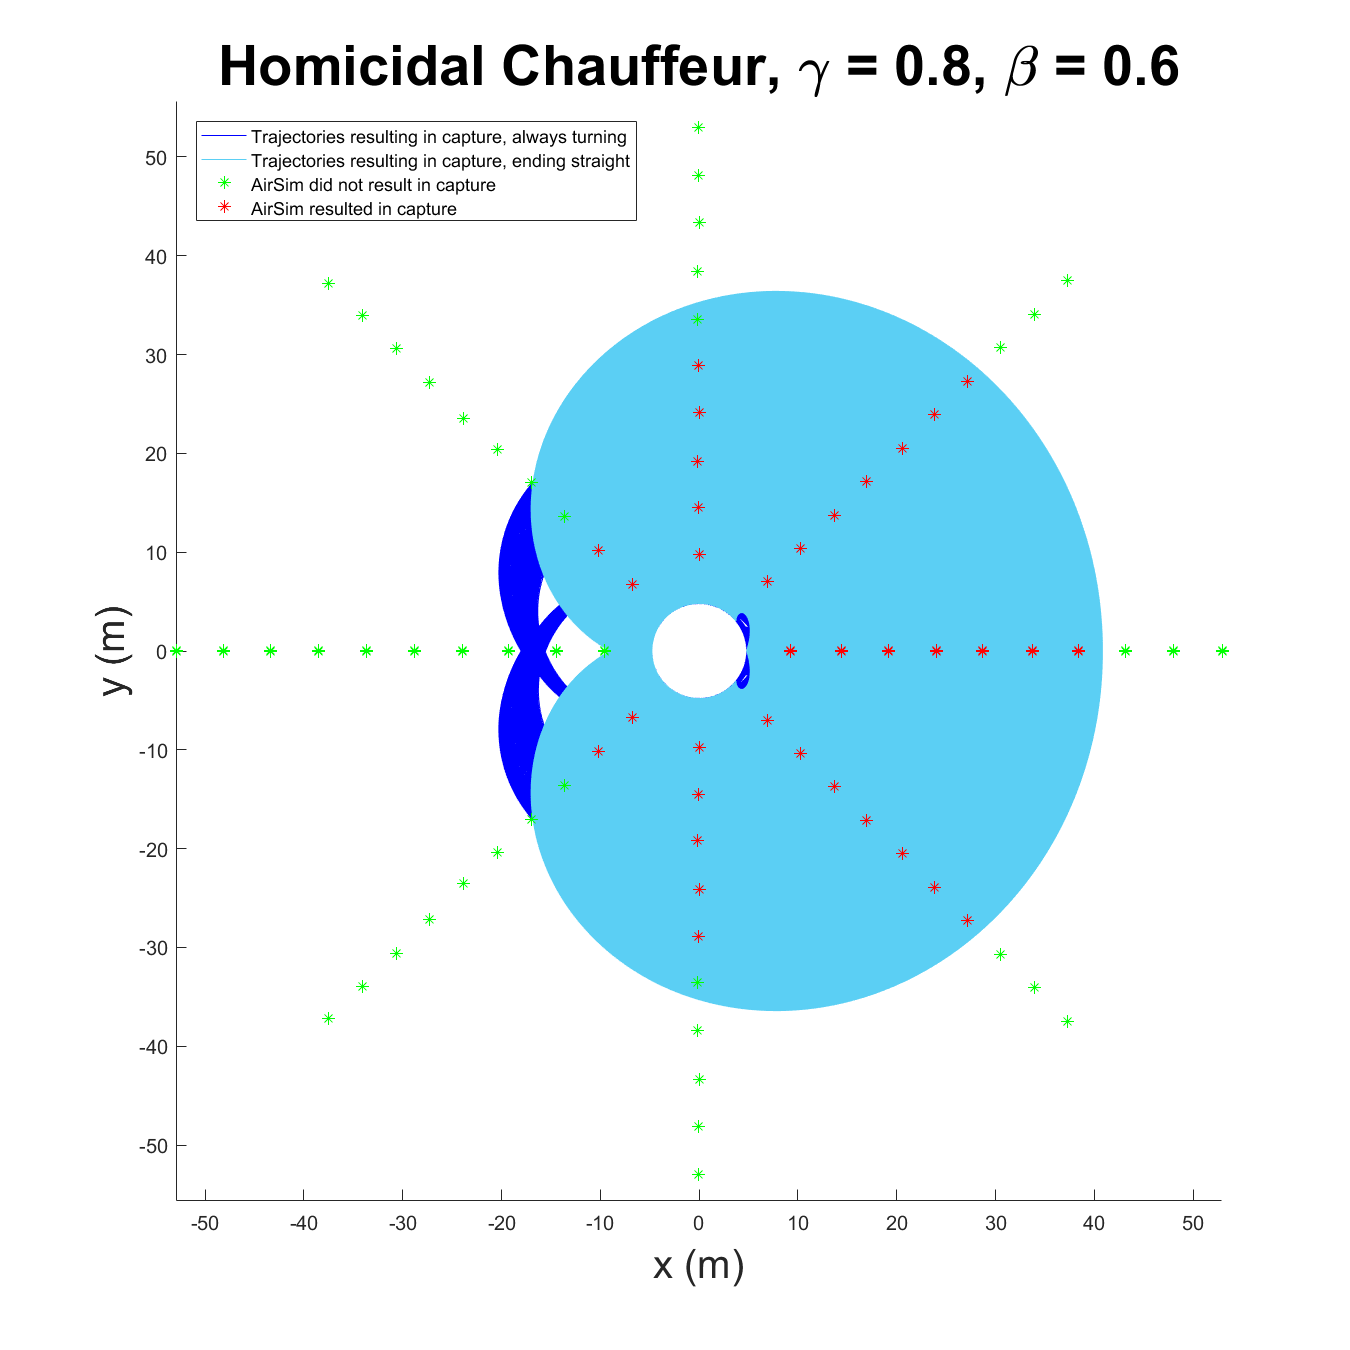 Homicidal Chauffeur, γ = 0.8, β = 0.6
Trajectories resulting in capture, always turning
Trajectories resulting in capture, ending straight
AirSim did not result in capture
AirSim resulted in capture
50
40
30
20
10
0
-10
-20
-30
-40
-50
y (m)
-50 -40 -30 -20 -10 0 10 20 30 40 50
x (m)